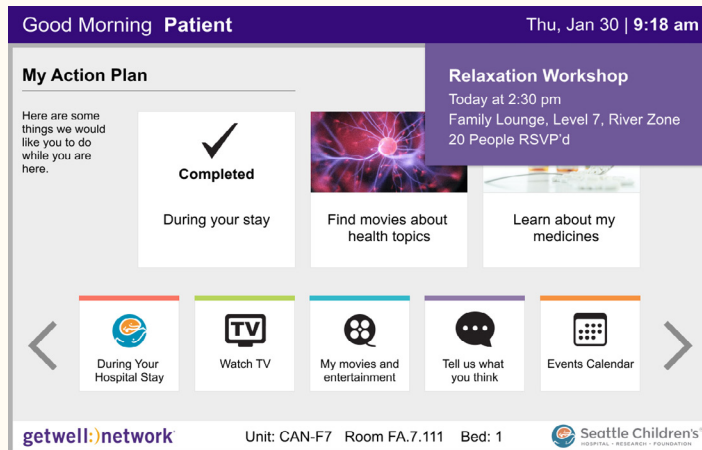 Good Morning Patient
Thu, Jan 30 | 9:18 am
My Action Plan
Relaxation Workshop
Today at 2:30 pm
Family Lounge, Level 7, River Zone
20 People RSVP'd
Here are some
things we would
like you to do
while you are
here.
Completed
During your stay
Find movies about
health topics
Learn about my
medicines
During Your
Hospital Stay
TV
Watch TV
My movies and
entertainment
Tell us what
you think
Events Calendar
getwell:)network
Unit: CAN-F7 Room FA.7.111 Bed: 1
Seattle Children's®
HOSPITAL • RESEARCH • FOUNDATION